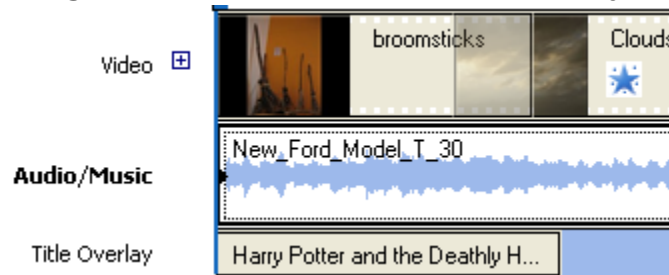 Video broomsticks Clouds
Audio/Music New_Ford_Model_T_30
Title Overlay Harry Potter and the Deathly H...